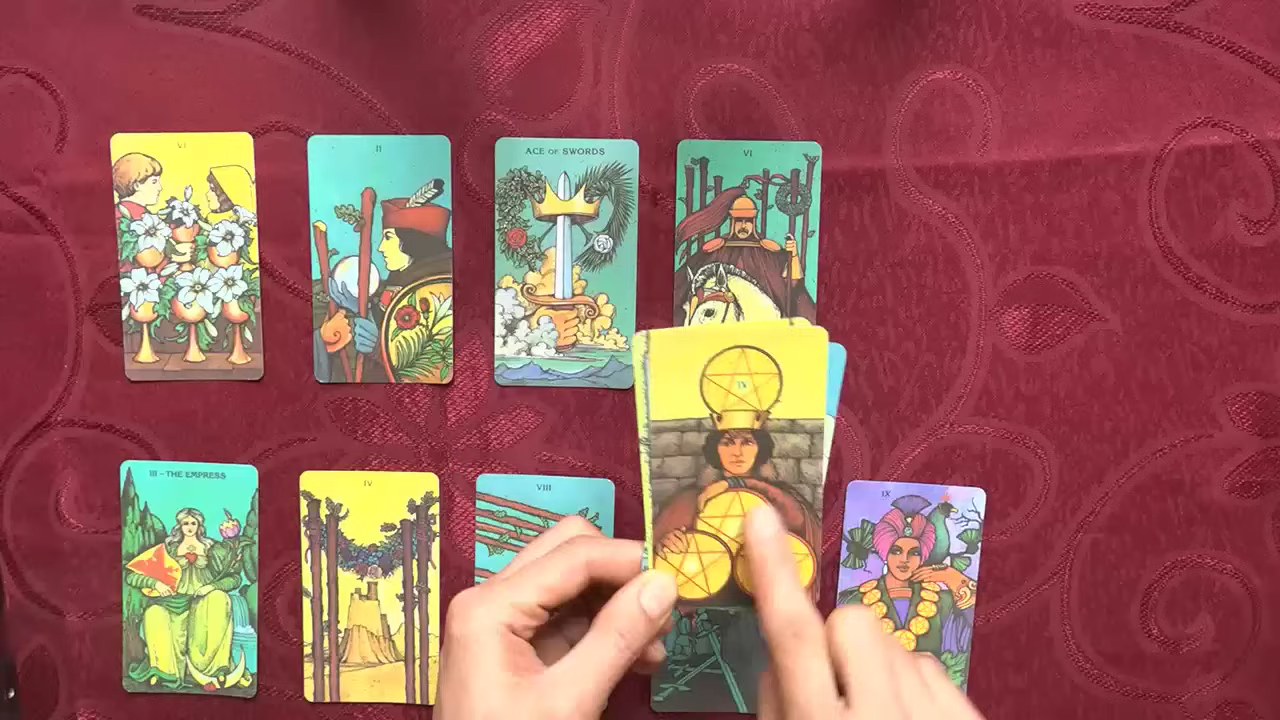 VI
II
ACE OF SWORDS
VI
IV
III - THE EMPRESS
IV
VIII
IX